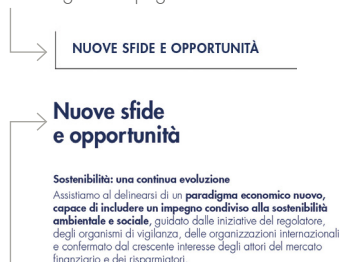 NUOVE SFIDE E OPPORTUNITÀ
Nuove sfide
e opportunità
Sostenibilità: una continua evoluzione
Assistiamo al delinearsi di un paradigma economico nuovo,
capace di includere un impegno condiviso alla sostenibilità
ambientale e sociale, guidato dalle iniziative del regolatore,
degli organismi di vigilanza, delle organizzazioni internazionali
e confermato dal crescente interesse degli attori del mercato
finanziario e dei risparmiatori.